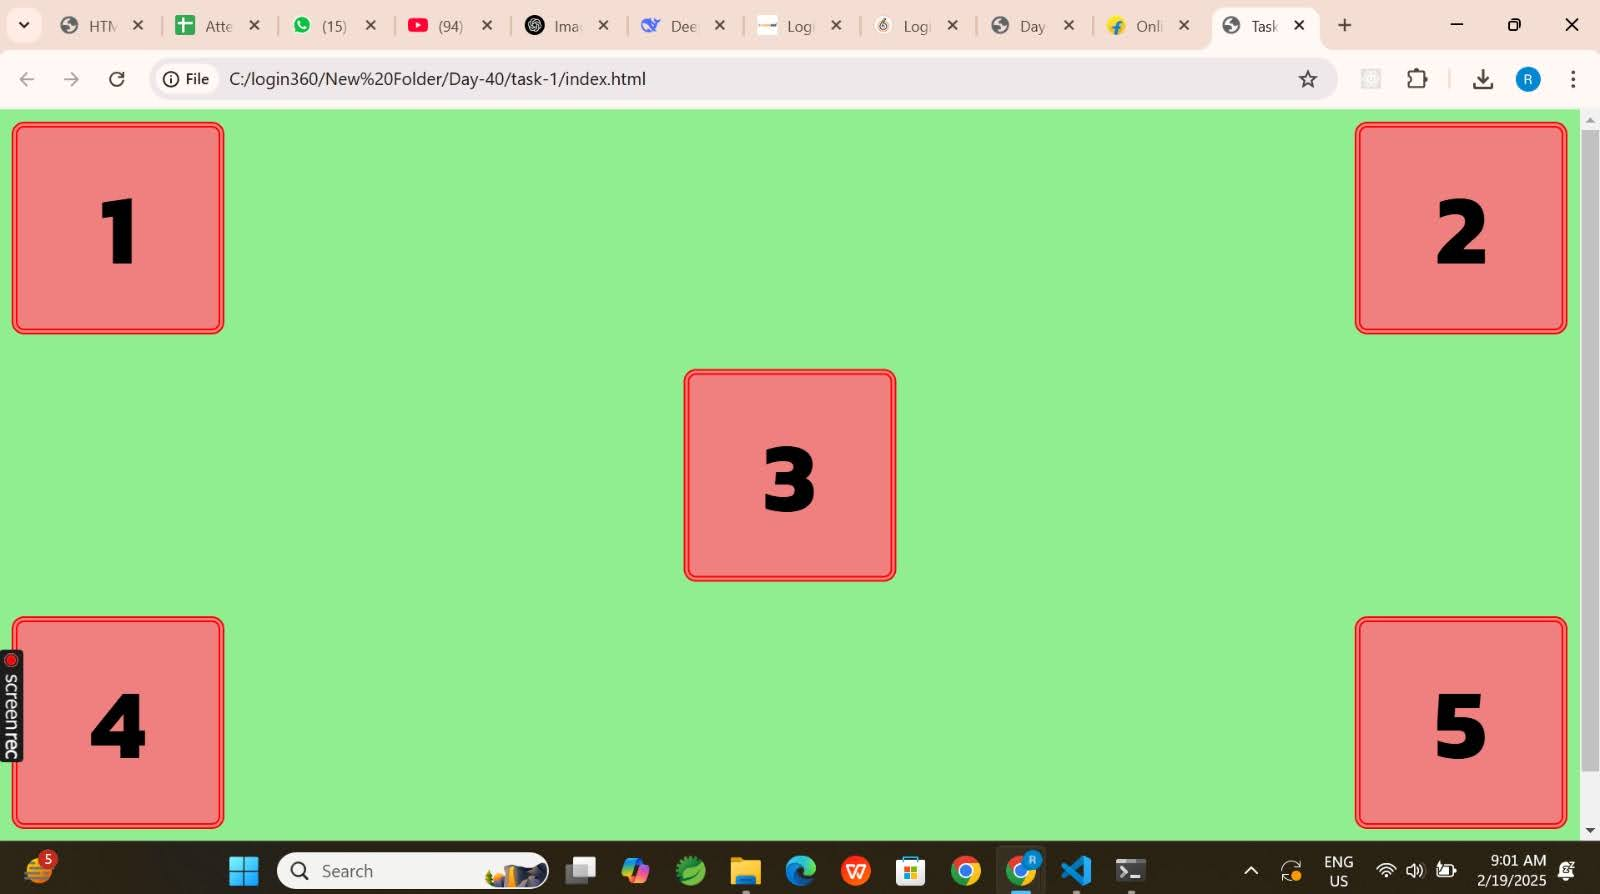 HTM
Atte
(15)
(94)
Ima
Dee
Logi
Logi
Day
Onli
Task
File
C:/login360/New%20Folder/Day-40/task-1/index.html
R
1
2
3
4
5
screenrec
5
Search
R
ENG
US
9:01 AM
2/19/2025